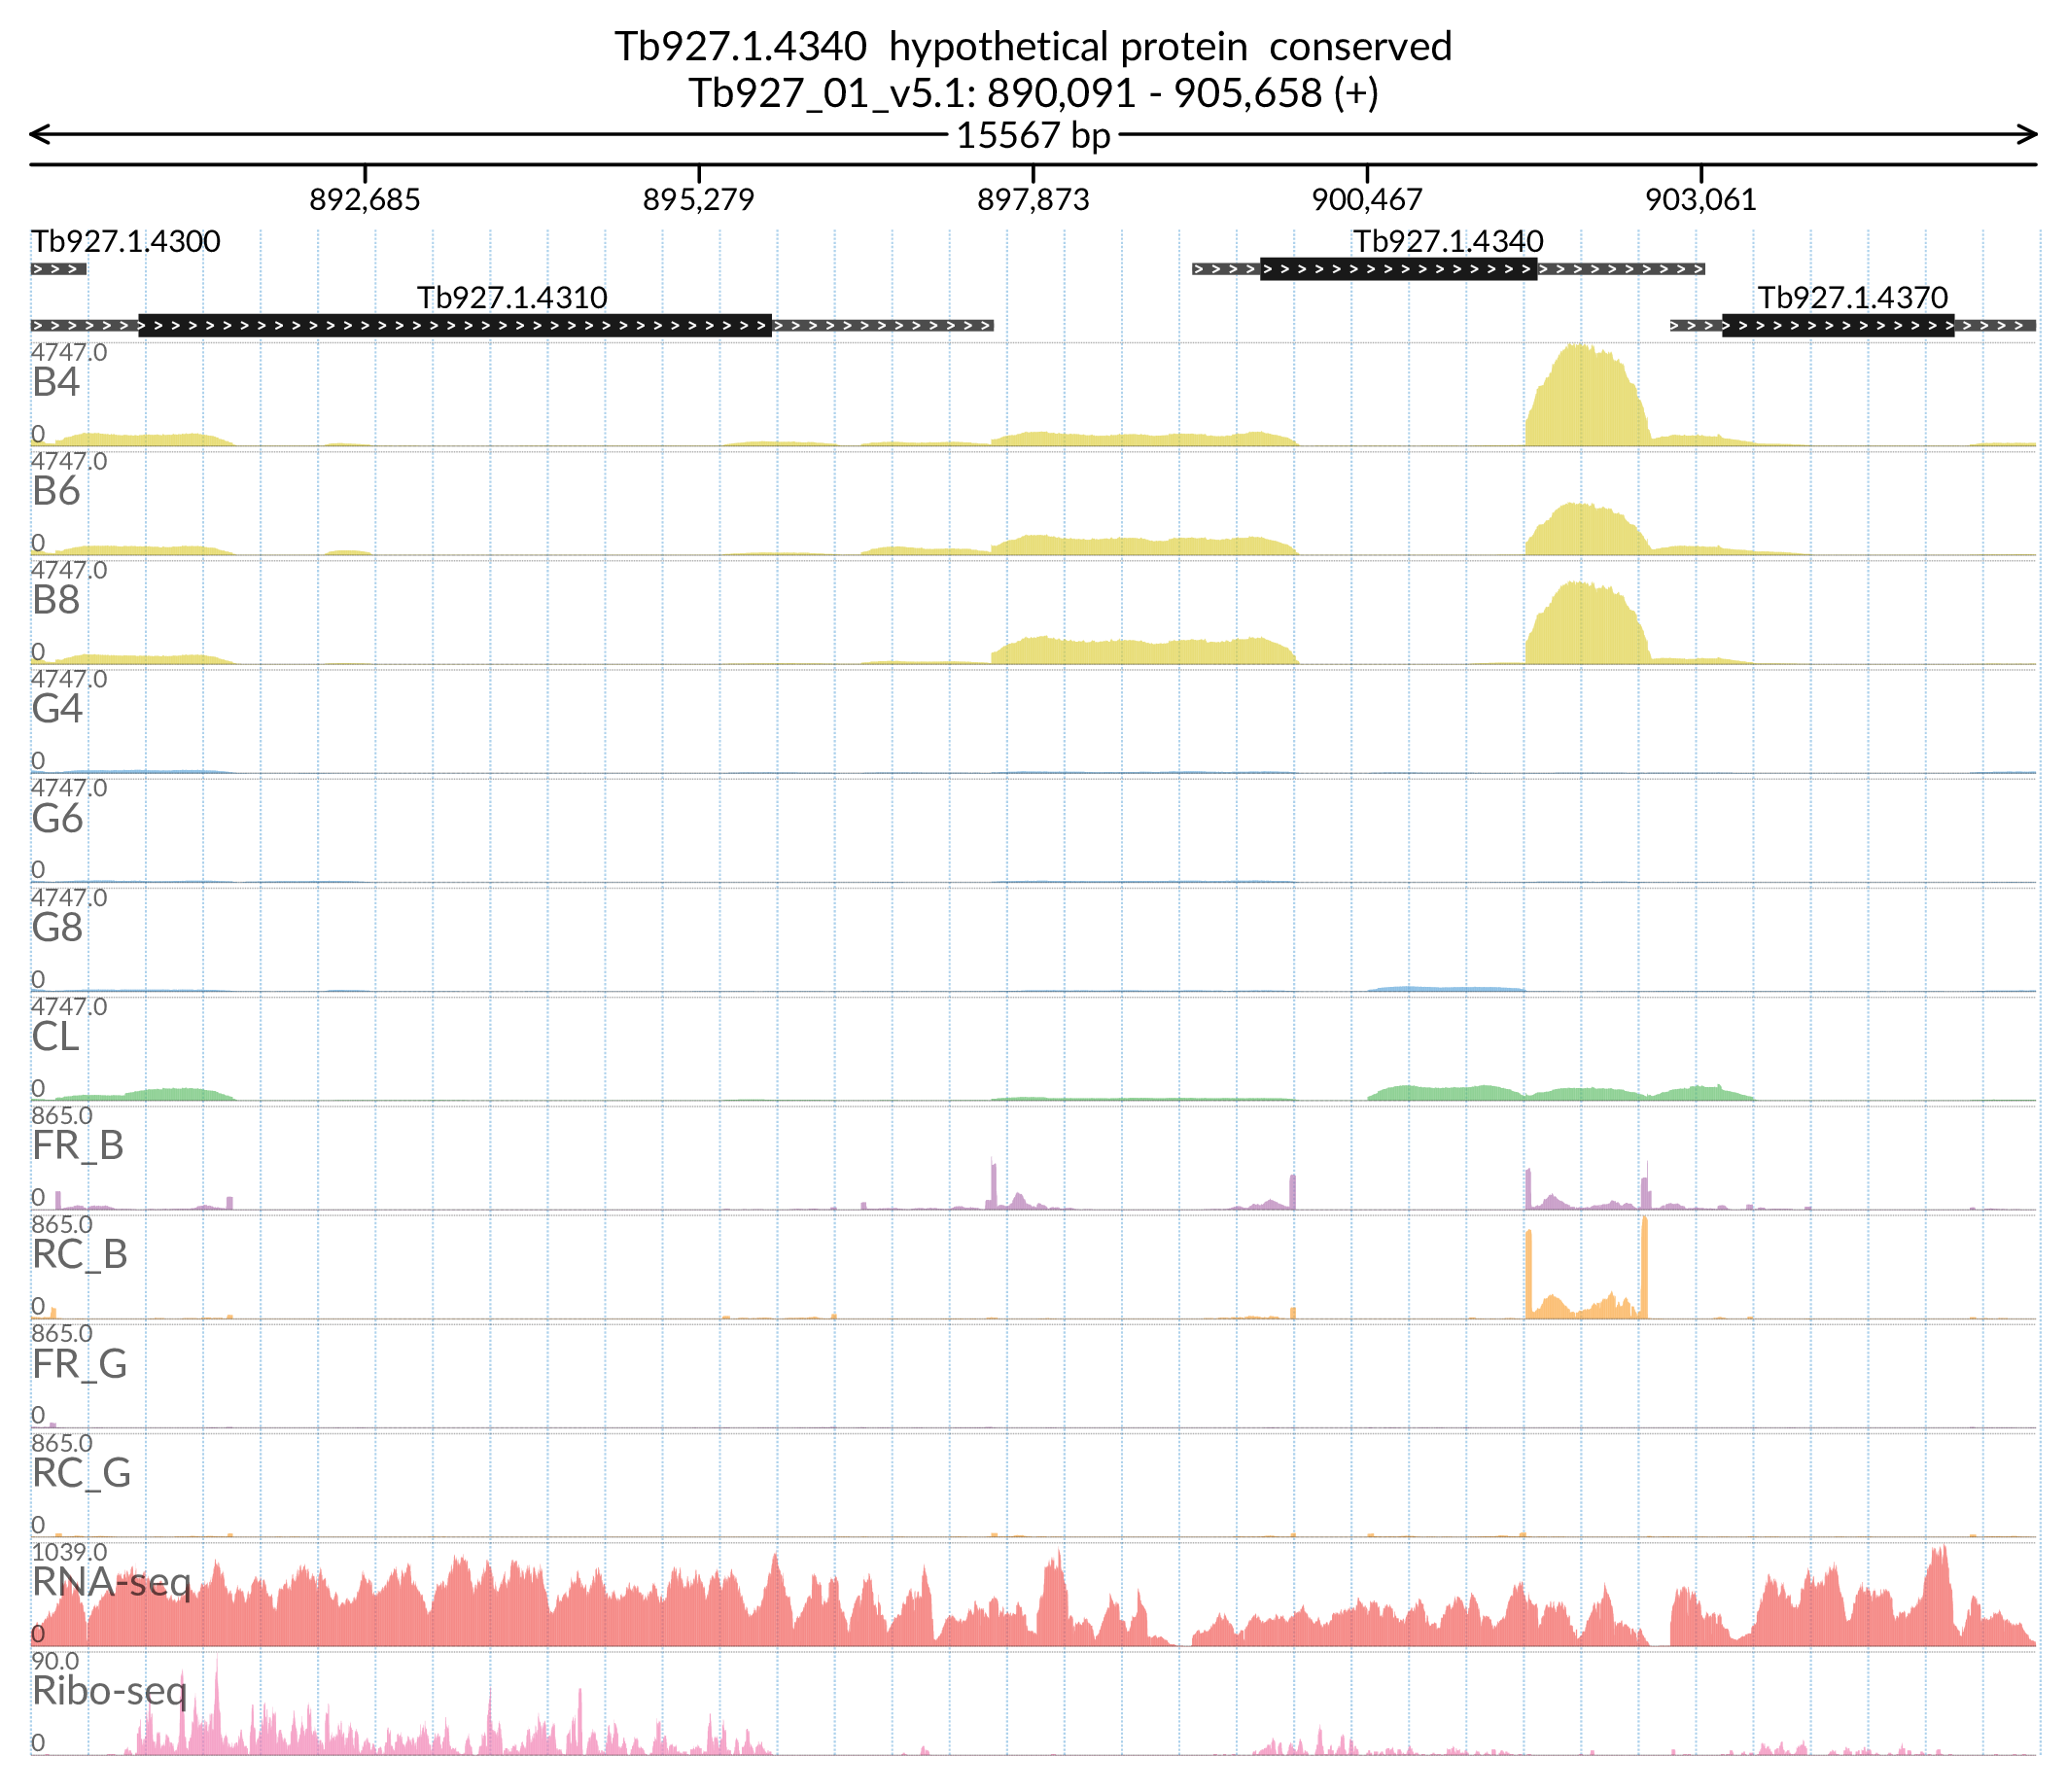 Tb927.1.4340  hypothetical protein  conserved
Tb927_01_v5.1: 890,091 - 905,658 (+)
15567 bp
892,685 895,279 897,873 900,467 903,061
Tb927.1.4300 Tb927.1.4340
Tb927.1.4310 Tb927.1.4370
4747.0
B4
0
4747.0
B6
0
4747.0
B8
0
4747.0
G4
0
4747.0
G6
0
4747.0
G8
0
4747.0
CL
0
865.0
FR_B
0
865.0
RC_B
0
865.0
FR_G
0
865.0
RC_G
0
1039.0
RNA-seq
0
90.0
Ribo-seq
0